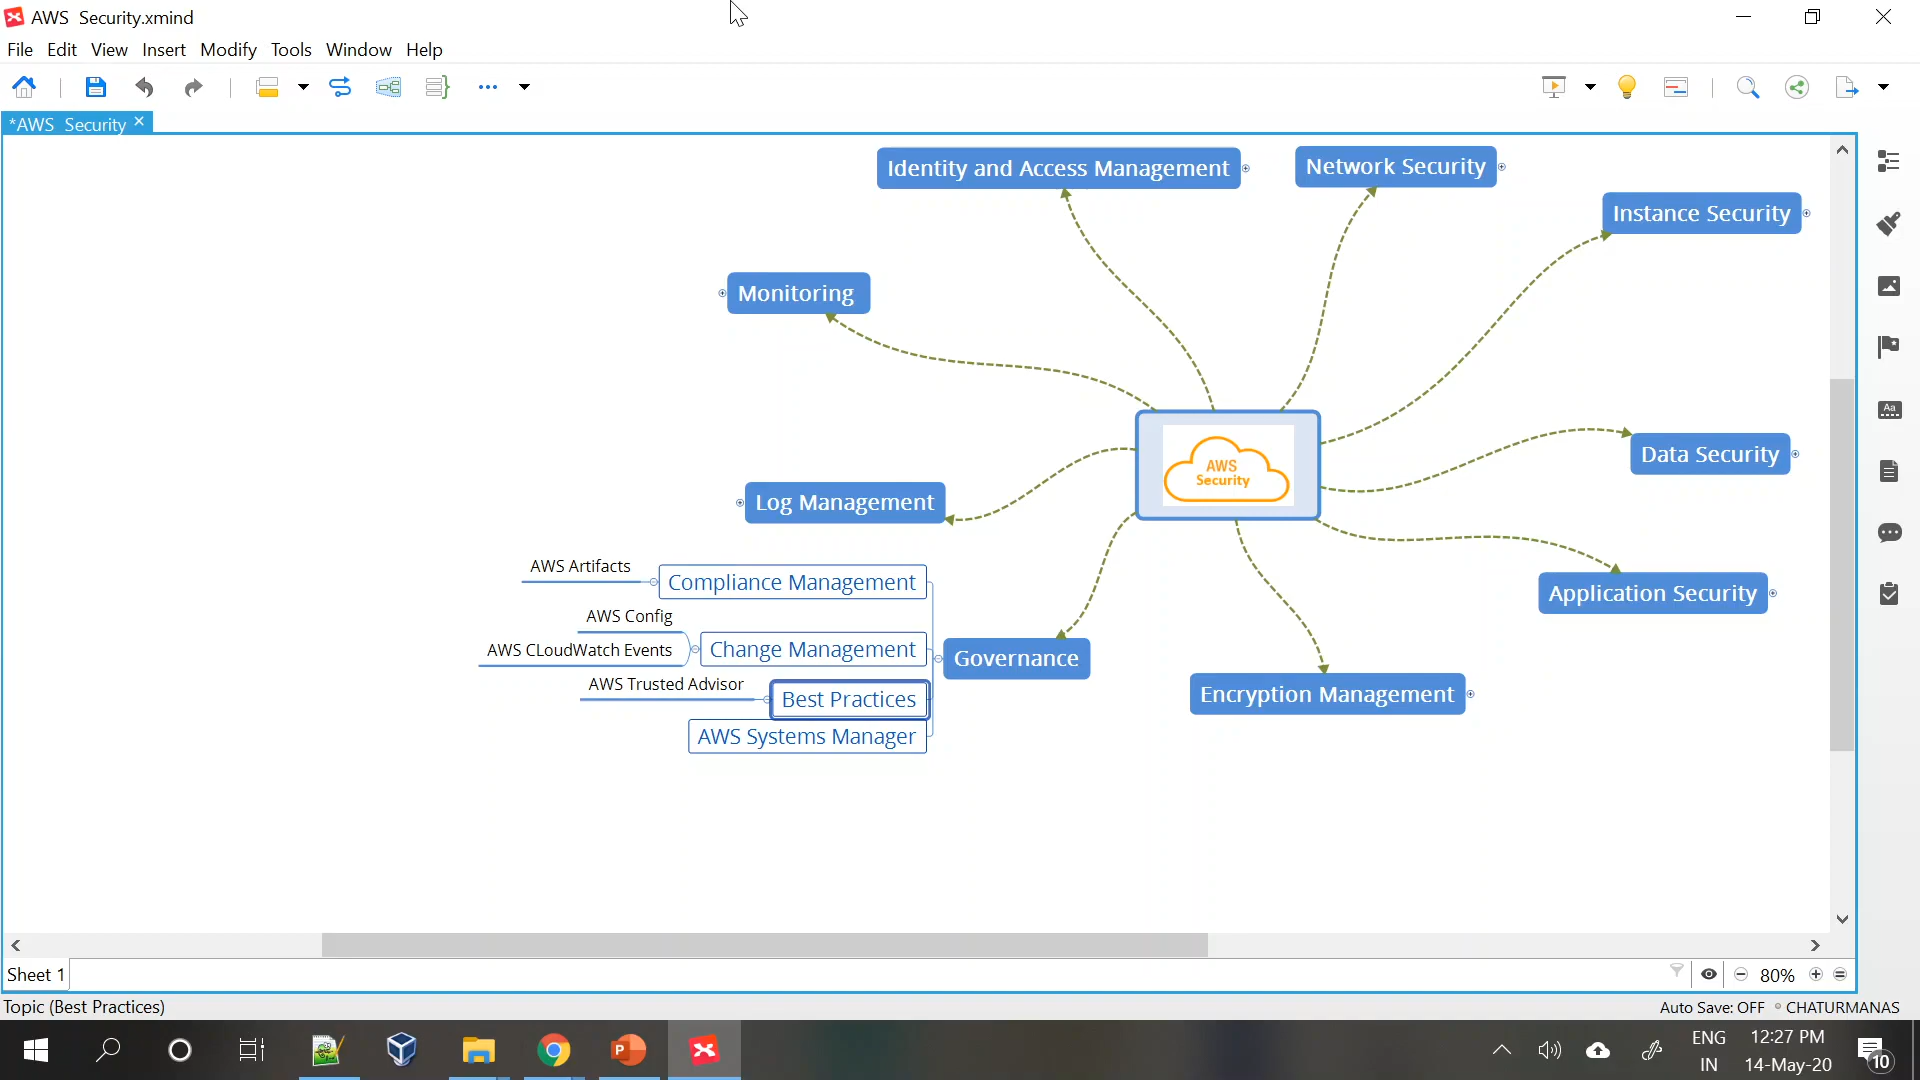 AWS Security.xmind
File Edit View Insert Modify Tools Window Help
*AWS Security
Identity and Access Management
Network Security
Instance Security
Monitoring
Data Security
AWS
Security
Log Management
AWS Artifacts
Compliance Management
Application Security
AWS Config
AWS CLoudWatch Events
Change Management
Governance
AWS Trusted Advisor
Best Practices
Encryption Management
AWS Systems Manager
Aa
Sheet 1
80%
Topic (Best Practices)
Auto Save: OFF CHATURMANAS
ENG
IN
12:27 PM
14-May-20
10